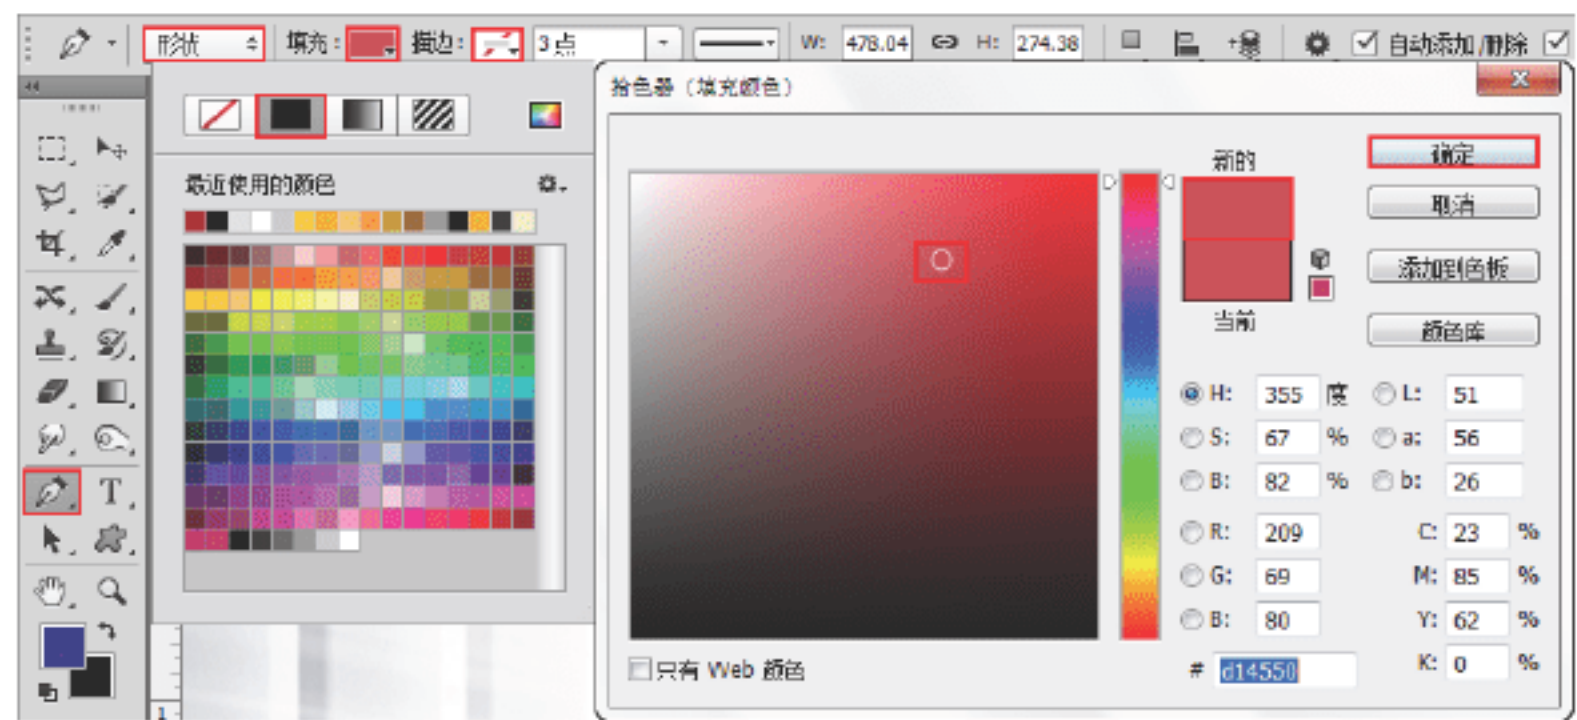 形状 填充: 描边: 3点 W: 478.04 H: 274.38 自动添加/删除
拾色器（填充颜色）
最近使用的颜色
新的
当前
确定
取消
添加到色板
颜色库
H: 355 度 L: 51
S: 67 % a: 56
B: 82 % b: 26
R: 209 C: 23 %
G: 69 M: 85 %
B: 80 Y: 62 %
只有 Web 颜色 # d14550 K: 0 %
T
1